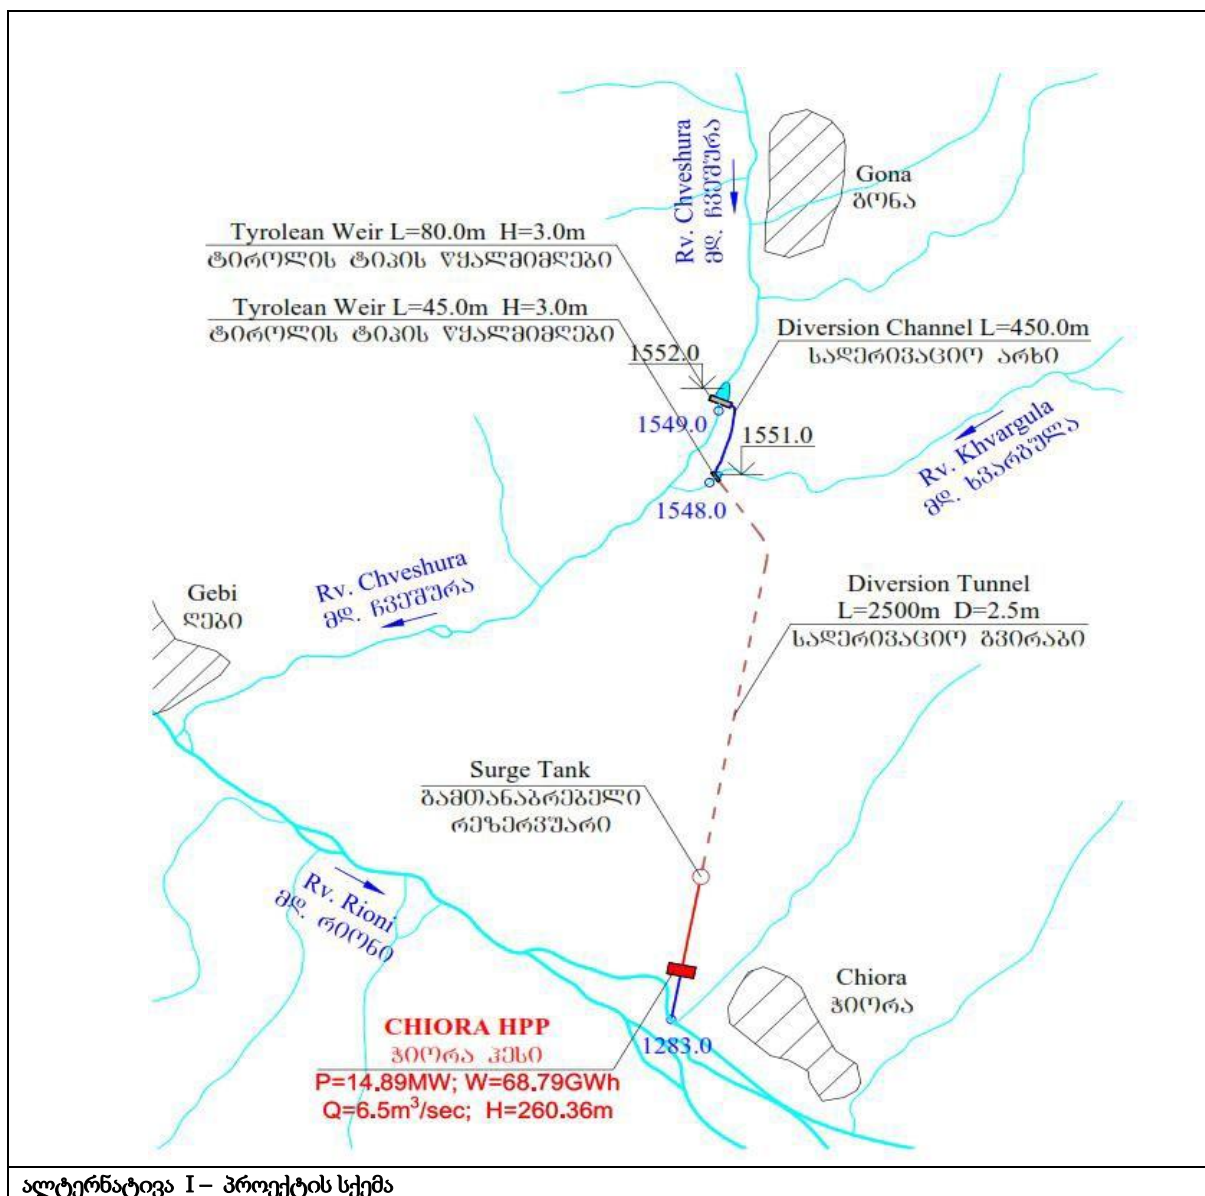 Rv. Chveshura
მდ. ჩვეშურა
Gona
გონა
Tyrolean Weir L=80.0m H=3.0m
ტიროლის ტიპის წყალმიმღები
Tyrolean Weir L=45.0m H=3.0m
ტიროლის ტიპის წყალმიმღები
Diversion Channel L=450.0m
სადერივაციო არხი
1552.0
1549.0
1551.0
1548.0
Rv. Khvargula
მდ. ხვარგულა
Rv. Chveshura
მდ. ჩვეშურა
Gebi
ღები
Diversion Tunnel
L=2500m D=2.5m
სადერივაციო გვირაბი
Surge Tank
გამთანაბრებელი
რეზერვუარი
Rv. Rioni
მდ. რიონი
Chiora
ჭიორა
CHIORA HPP
ჭიორა ჰესი
1283.0
P=14.89MW; W=68.79GWh
Q=6.5m³/sec; H=260.36m
ალტერნატივა I – პროექტის სქემა